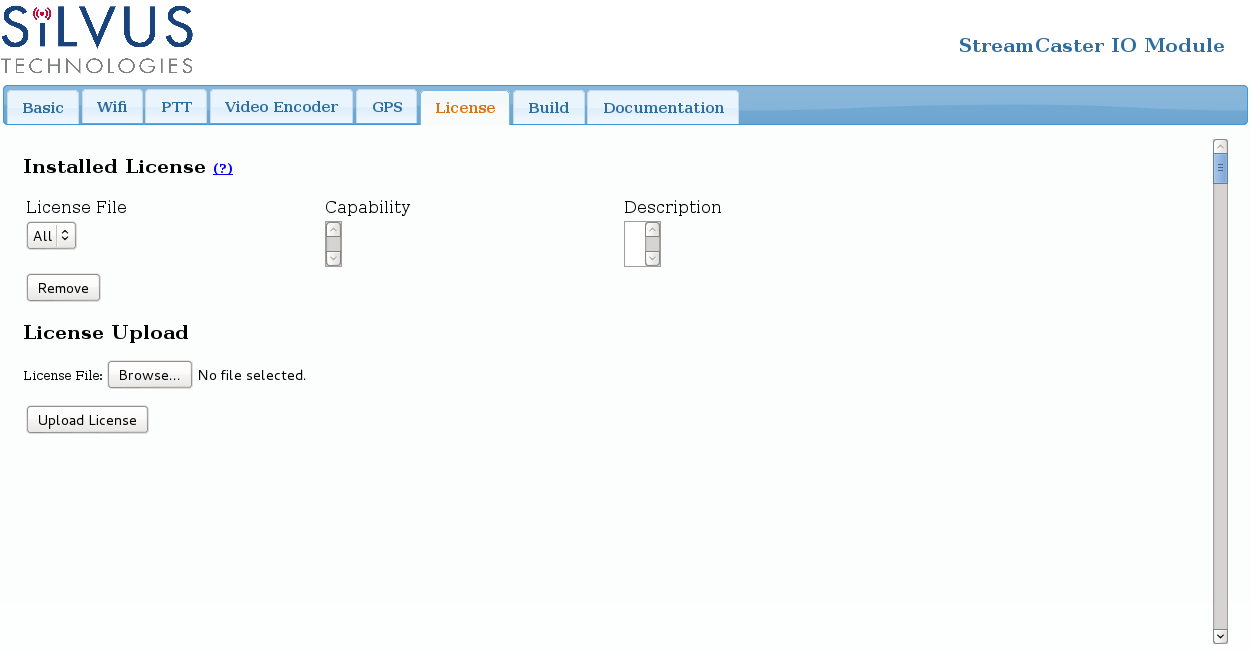 SiLVUS
TECHNOLOGIES
StreamCaster IO Module
Basic Wifi PTT Video Encoder GPS License Build Documentation
Installed License (?)
License File Capability Description
All
Remove
License Upload
License File: Browse... No file selected.
Upload License